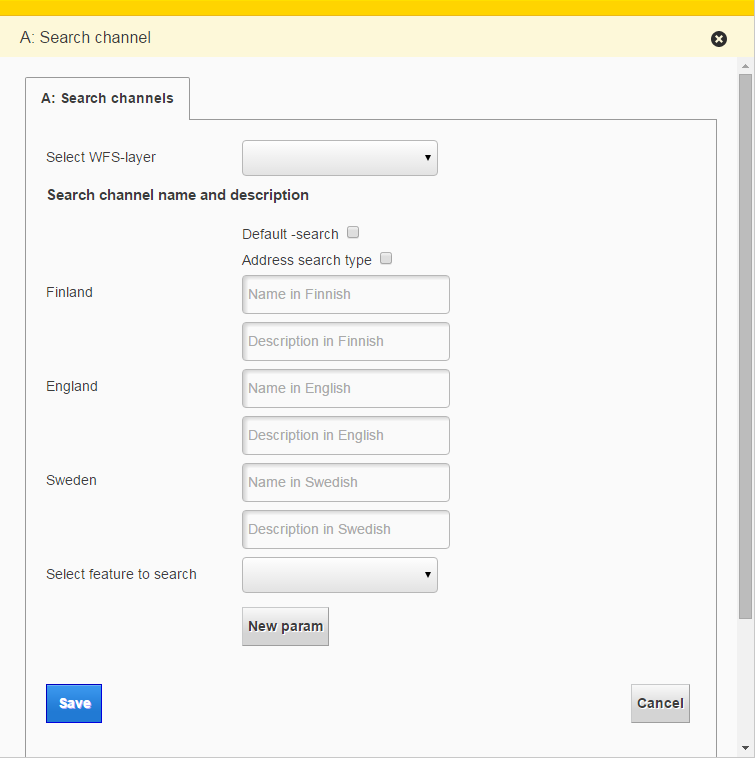 A: Search channel
A: Search channels
Select WFS-layer
Search channel name and description
Default -search
Address search type
Finland
Name in Finnish
Description in Finnish
England
Name in English
Description in English
Sweden
Name in Swedish
Description in Swedish
Select feature to search
New param
Save
Cancel